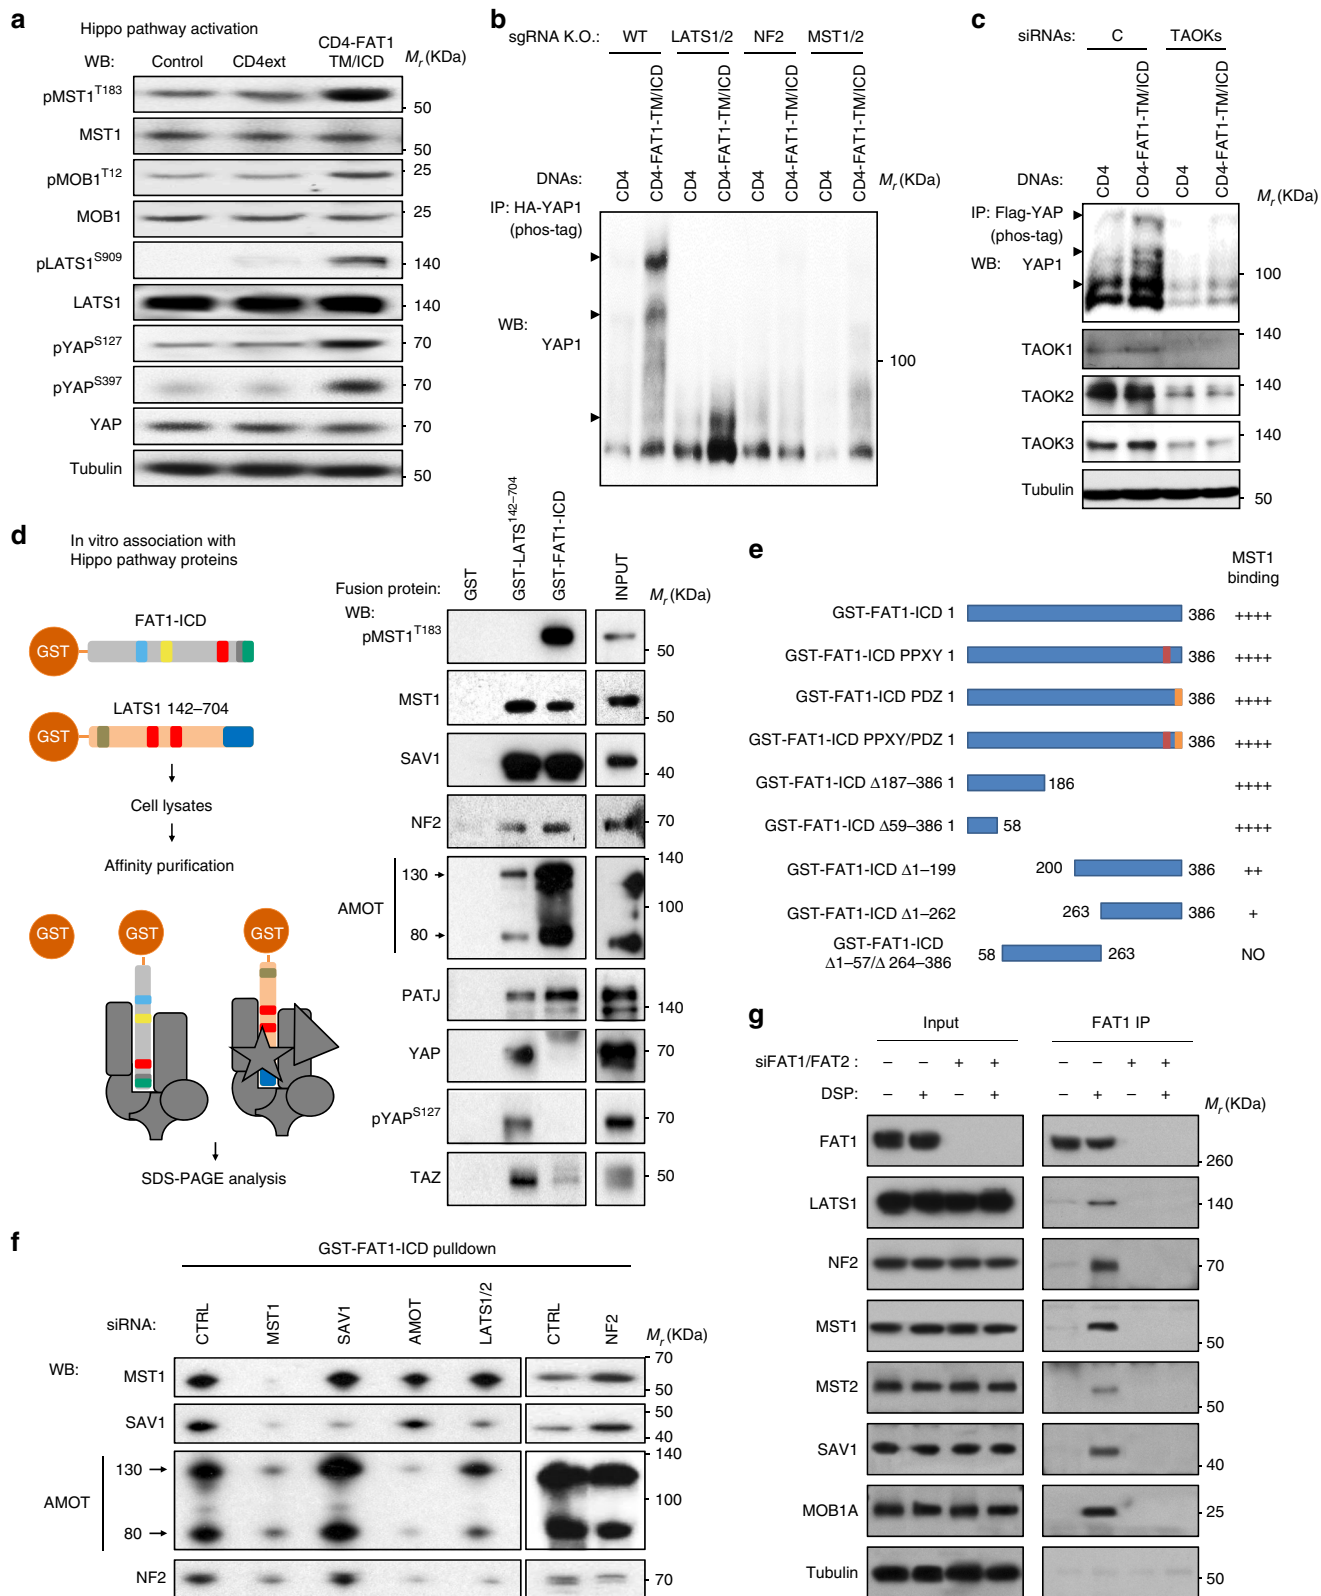 a
Hippo pathway activation
WB:
Control
CD4ext
CD4-FAT1
TM/ICD
Mr (KDa)
pMST1T183
50
MST1
50
pMOB1T12
25
MOB1
25
pLATS1S909
140
LATS1
140
pYAPS127
70
pYAPS397
70
YAP
70
Tubulin
50
b
sgRNA K.O.:
WT
LATS1/2
NF2
MST1/2
DNAs:
CD4
CD4-FAT1-TM/ICD
CD4
CD4-FAT1-TM/ICD
CD4
CD4-FAT1-TM/ICD
CD4
CD4-FAT1-TM/ICD
Mr (KDa)
IP: HA-YAP1
(phos-tag)
WB:
YAP1
100
c
siRNAs:
C
TAOKs
DNAs:
CD4
CD4-FAT1-TM/ICD
CD4
CD4-FAT1-TM/ICD
Mr (KDa)
IP: Flag-YAP
(phos-tag)
WB: YAP1
100
TAOK1
140
TAOK2
140
TAOK3
140
Tubulin
50
d
In vitro association with
Hippo pathway proteins
FAT1-ICD
GST
LATS1 142–704
GST
Cell lysates
Affinity purification
GST
GST
GST
SDS-PAGE analysis
Fusion protein:
GST
GST-LATS142–704
GST-FAT1-ICD
INPUT
Mr (KDa)
WB:
pMST1T183
50
MST1
50
SAV1
40
NF2
70
AMOT
130
80
140
100
PATJ
140
YAP
70
pYAPS127
70
TAZ
50
e
MST1
binding
GST-FAT1-ICD 1
386
++++
GST-FAT1-ICD PPXY 1
386
++++
GST-FAT1-ICD PDZ 1
386
++++
GST-FAT1-ICD PPXY/PDZ 1
386
++++
GST-FAT1-ICD Δ187–386 1
186
++++
GST-FAT1-ICD Δ59–386 1
58
++++
GST-FAT1-ICD Δ1–199
200
386
++
GST-FAT1-ICD Δ1–262
263
386
+
GST-FAT1-ICD
Δ1–57/Δ 264–386
58
263
NO
f
GST-FAT1-ICD pulldown
siRNA:
CTRL
MST1
SAV1
AMOT
LATS1/2
CTRL
NF2
Mr (KDa)
WB:
MST1
70
50
SAV1
50
40
AMOT
130
80
140
100
NF2
70
g
Input
FAT1 IP
siFAT1/FAT2 :
– – + + – – + +
DSP:
– + – + – + – +
Mr (KDa)
FAT1
260
LATS1
140
NF2
70
MST1
50
MST2
50
SAV1
40
MOB1A
25
Tubulin
50